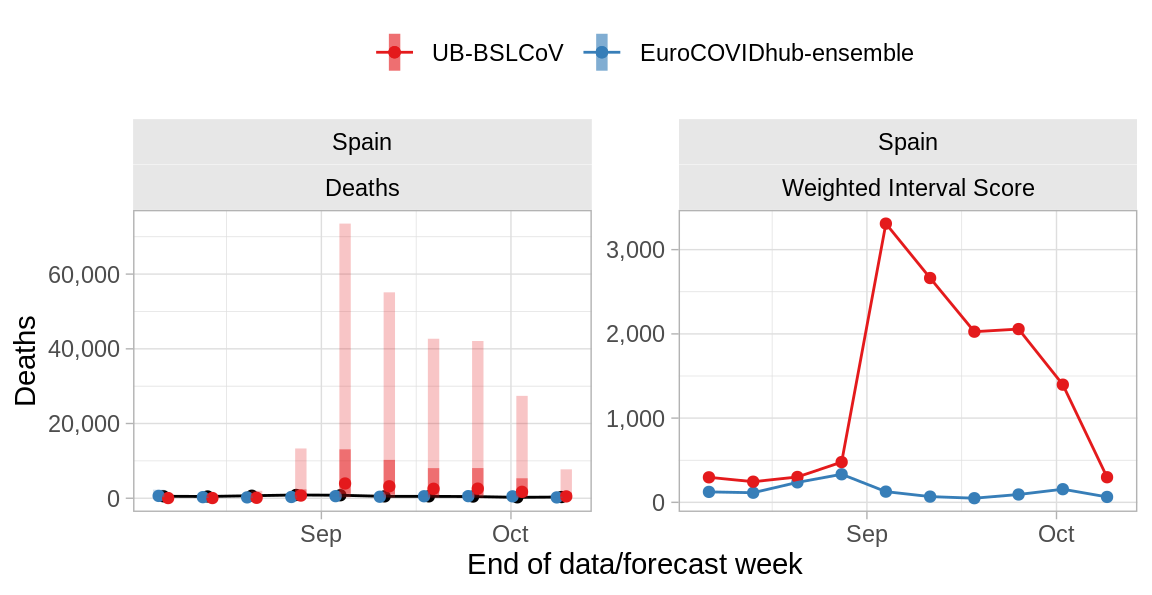 UB-BSLCoV EuroCOVIDhub-ensemble
Spain
Deaths
Deaths
60,000
40,000
20,000
0
Sep Oct
Spain
Weighted Interval Score
3,000
2,000
1,000
0
Sep Oct
End of data/forecast week